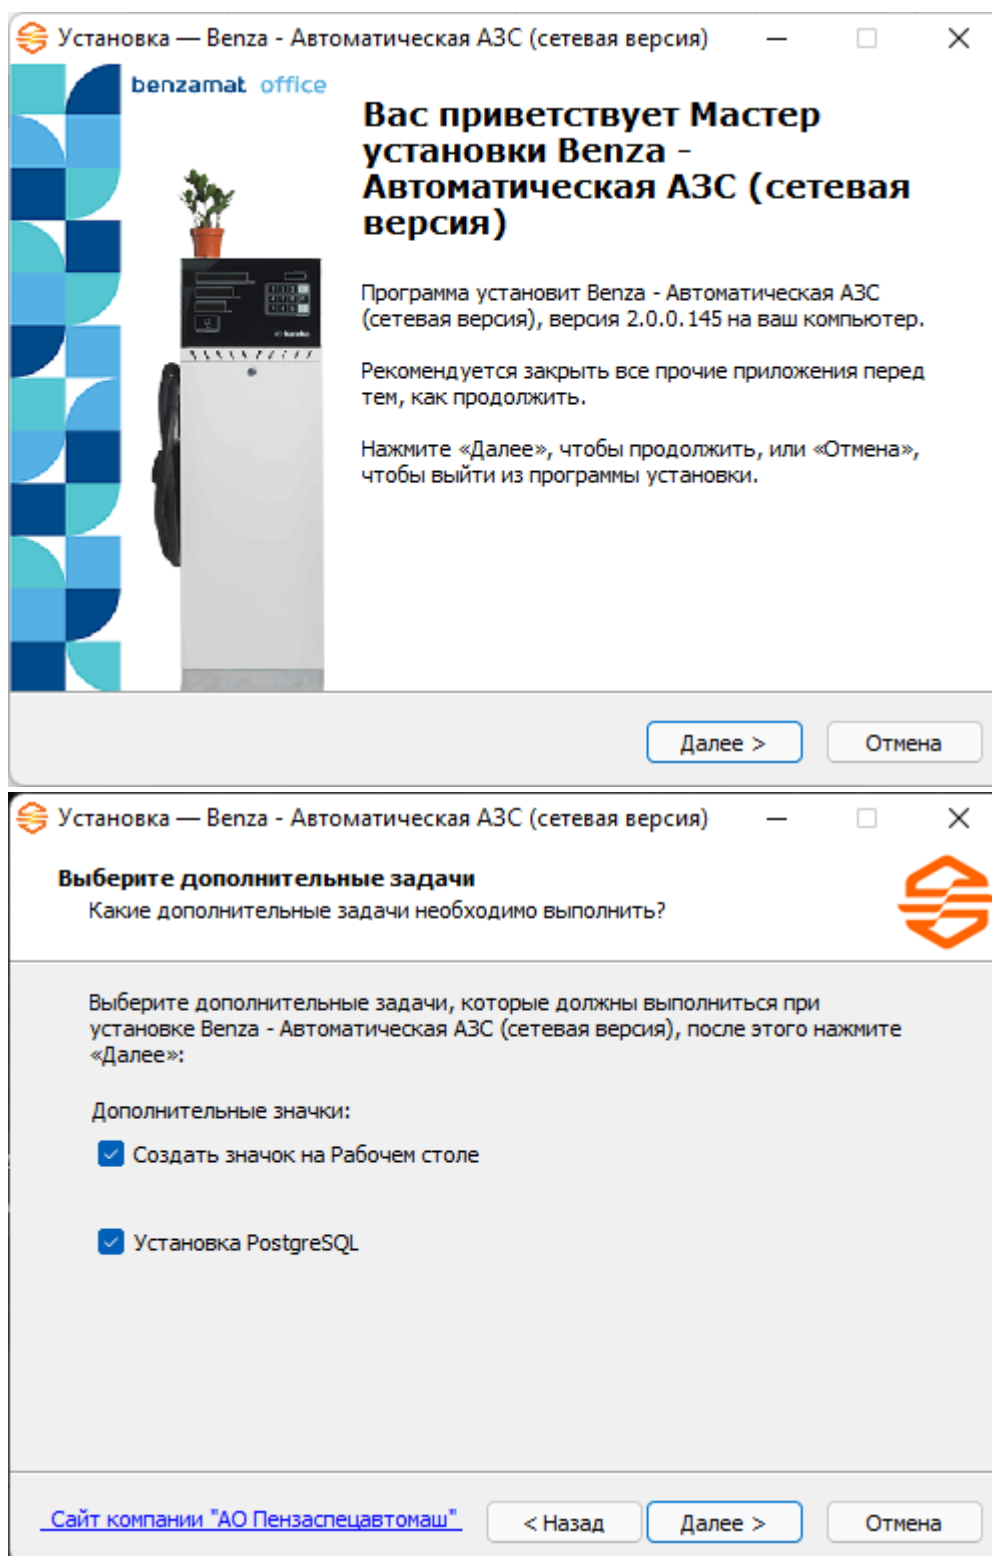 Установка — Benza - Автоматическая АЗС (сетевая версия)
benzamat office
Вас приветствует Мастер
установки Benza -
Автоматическая АЗС (сетевая
версия)
Программа установит Benza - Автоматическая АЗС
(сетевая версия), версия 2.0.0.145 на ваш компьютер.
Рекомендуется закрыть все прочие приложения перед
тем, как продолжить.
Нажмите «Далее», чтобы продолжить, или «Отмена»,
чтобы выйти из программы установки.
Далее >
Отмена
Установка — Benza - Автоматическая АЗС (сетевая версия)
Выберите дополнительные задачи
Какие дополнительные задачи необходимо выполнить?
Выберите дополнительные задачи, которые должны выполниться при
установке Benza - Автоматическая АЗС (сетевая версия), после этого нажмите
«Далее»:
Дополнительные значки:
Создать значок на Рабочем столе
Установка PostgreSQL
Сайт компании "АО Пензаспецавтомаш"
< Назад
Далее >
Отмена